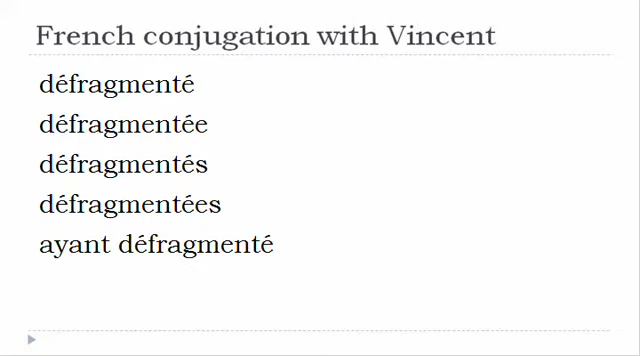 French conjugation with Vincent
défragmenté
défragmentée
défragmentés
défragmentées
ayant défragmenté